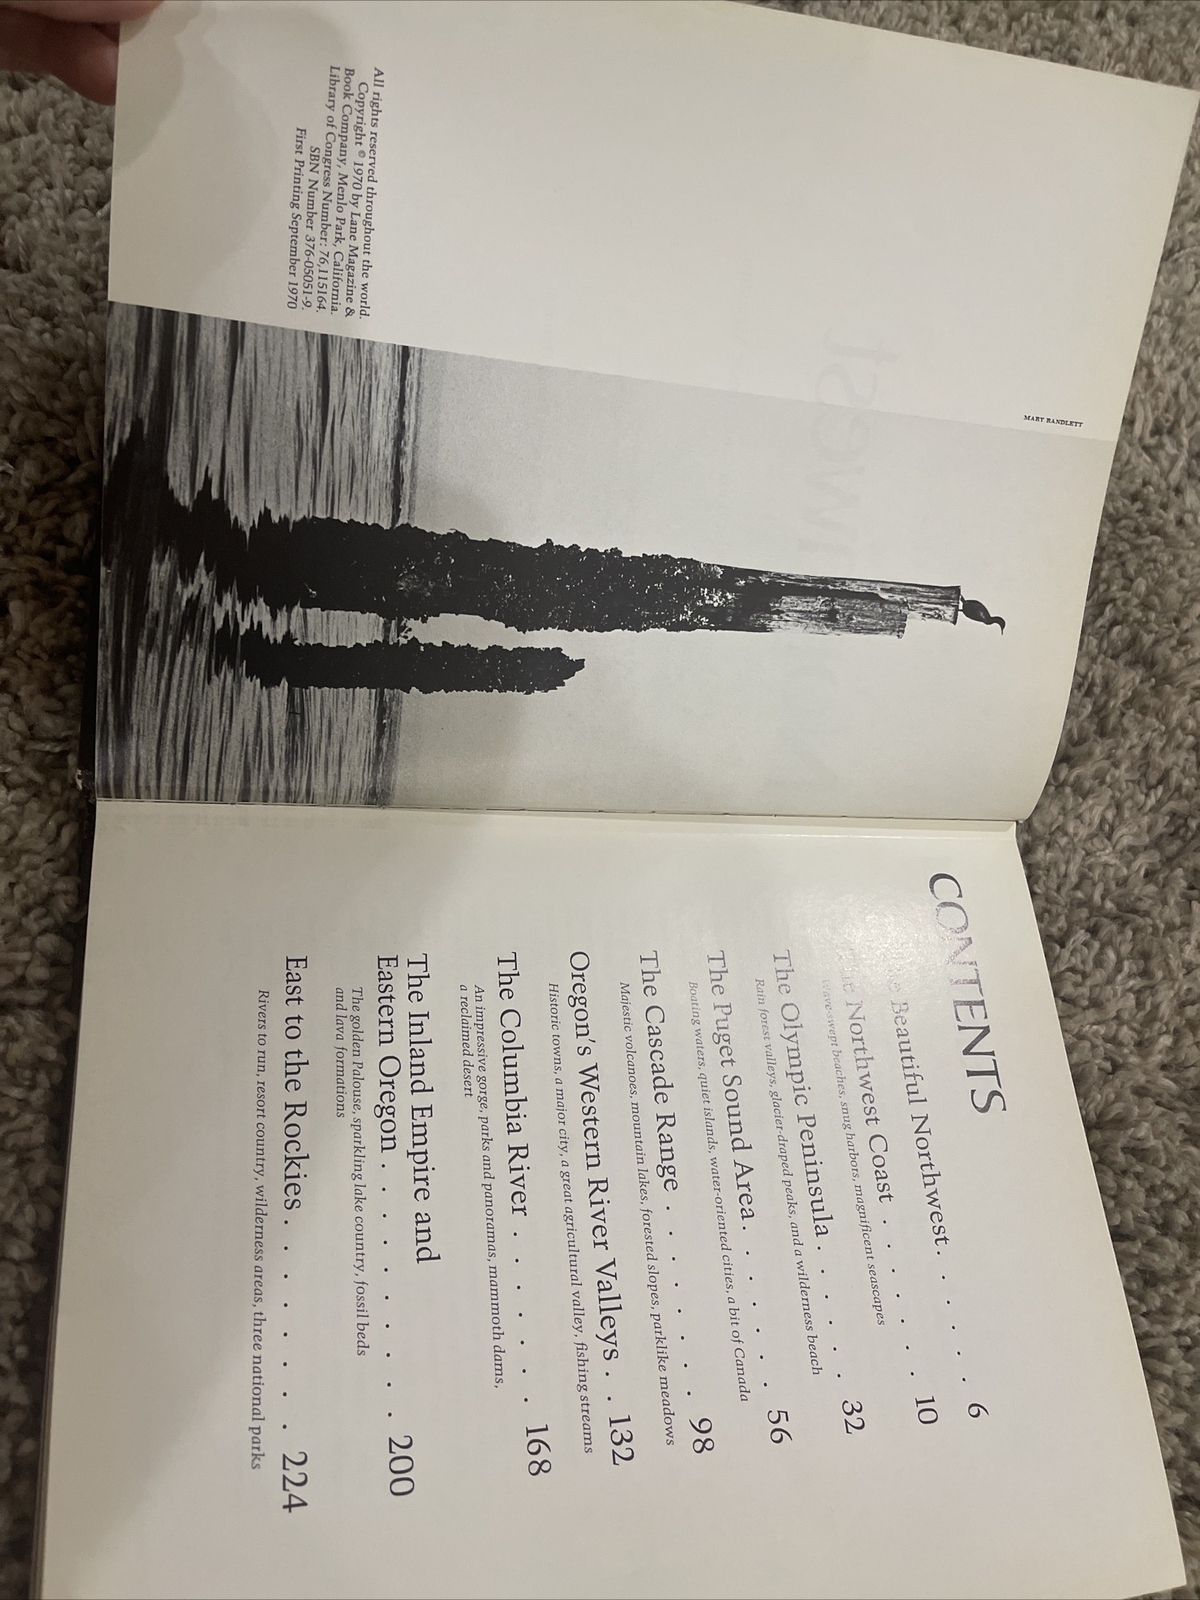 MARY RANDLETT
All rights reserved throughout the world.
Copyright © 1970 by Lane Magazine &
Book Company, Menlo Park, California.
Library of Congress Number: 76,115164.
SBN Number 376-05051-9.
First Printing September 1970
CONTENTS
Beautiful Northwest. . . . . 6
Northwest Coast . . . . . . 10
Wave-swept beaches, snug harbors, magnificent seascapes
The Olympic Peninsula . . . . . 32
Rain forest valleys, glacier-draped peaks, and a wilderness beach
The Puget Sound Area. . . . . . . 56
Boating waters, quiet islands, water-oriented cities, a bit of Canada
The Cascade Range . . . . . . . . 98
Majestic volcanoes, mountain lakes, forested slopes, parklike meadows
Oregon's Western River Valleys . . 132
Historic towns, a major city, a great agricultural valley, fishing streams
The Columbia River . . . . . . . 168
An impressive gorge, parks and panoramas, mammoth dams,
a reclaimed desert
The Inland Empire and
Eastern Oregon . . . . . . . . . . 200
The golden Palouse, sparkling lake country, fossil beds
and lava formations
East to the Rockies . . . . . . . . 224
Rivers to run, resort country, wilderness areas, three national parks